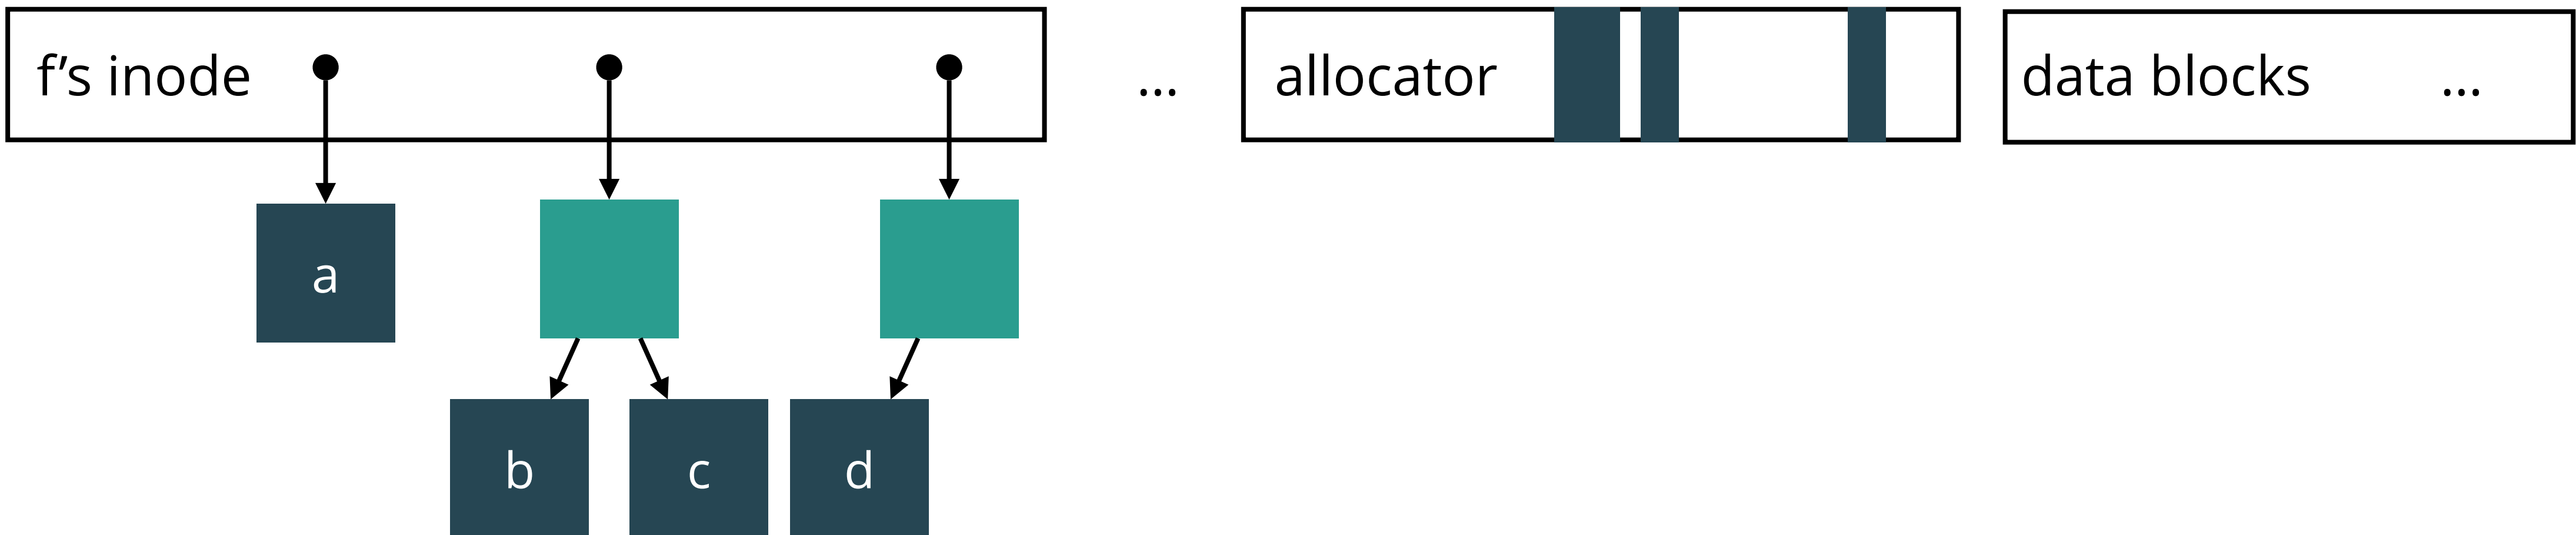 f’s inode
...
allocator
data blocks ...
a
b
c
d